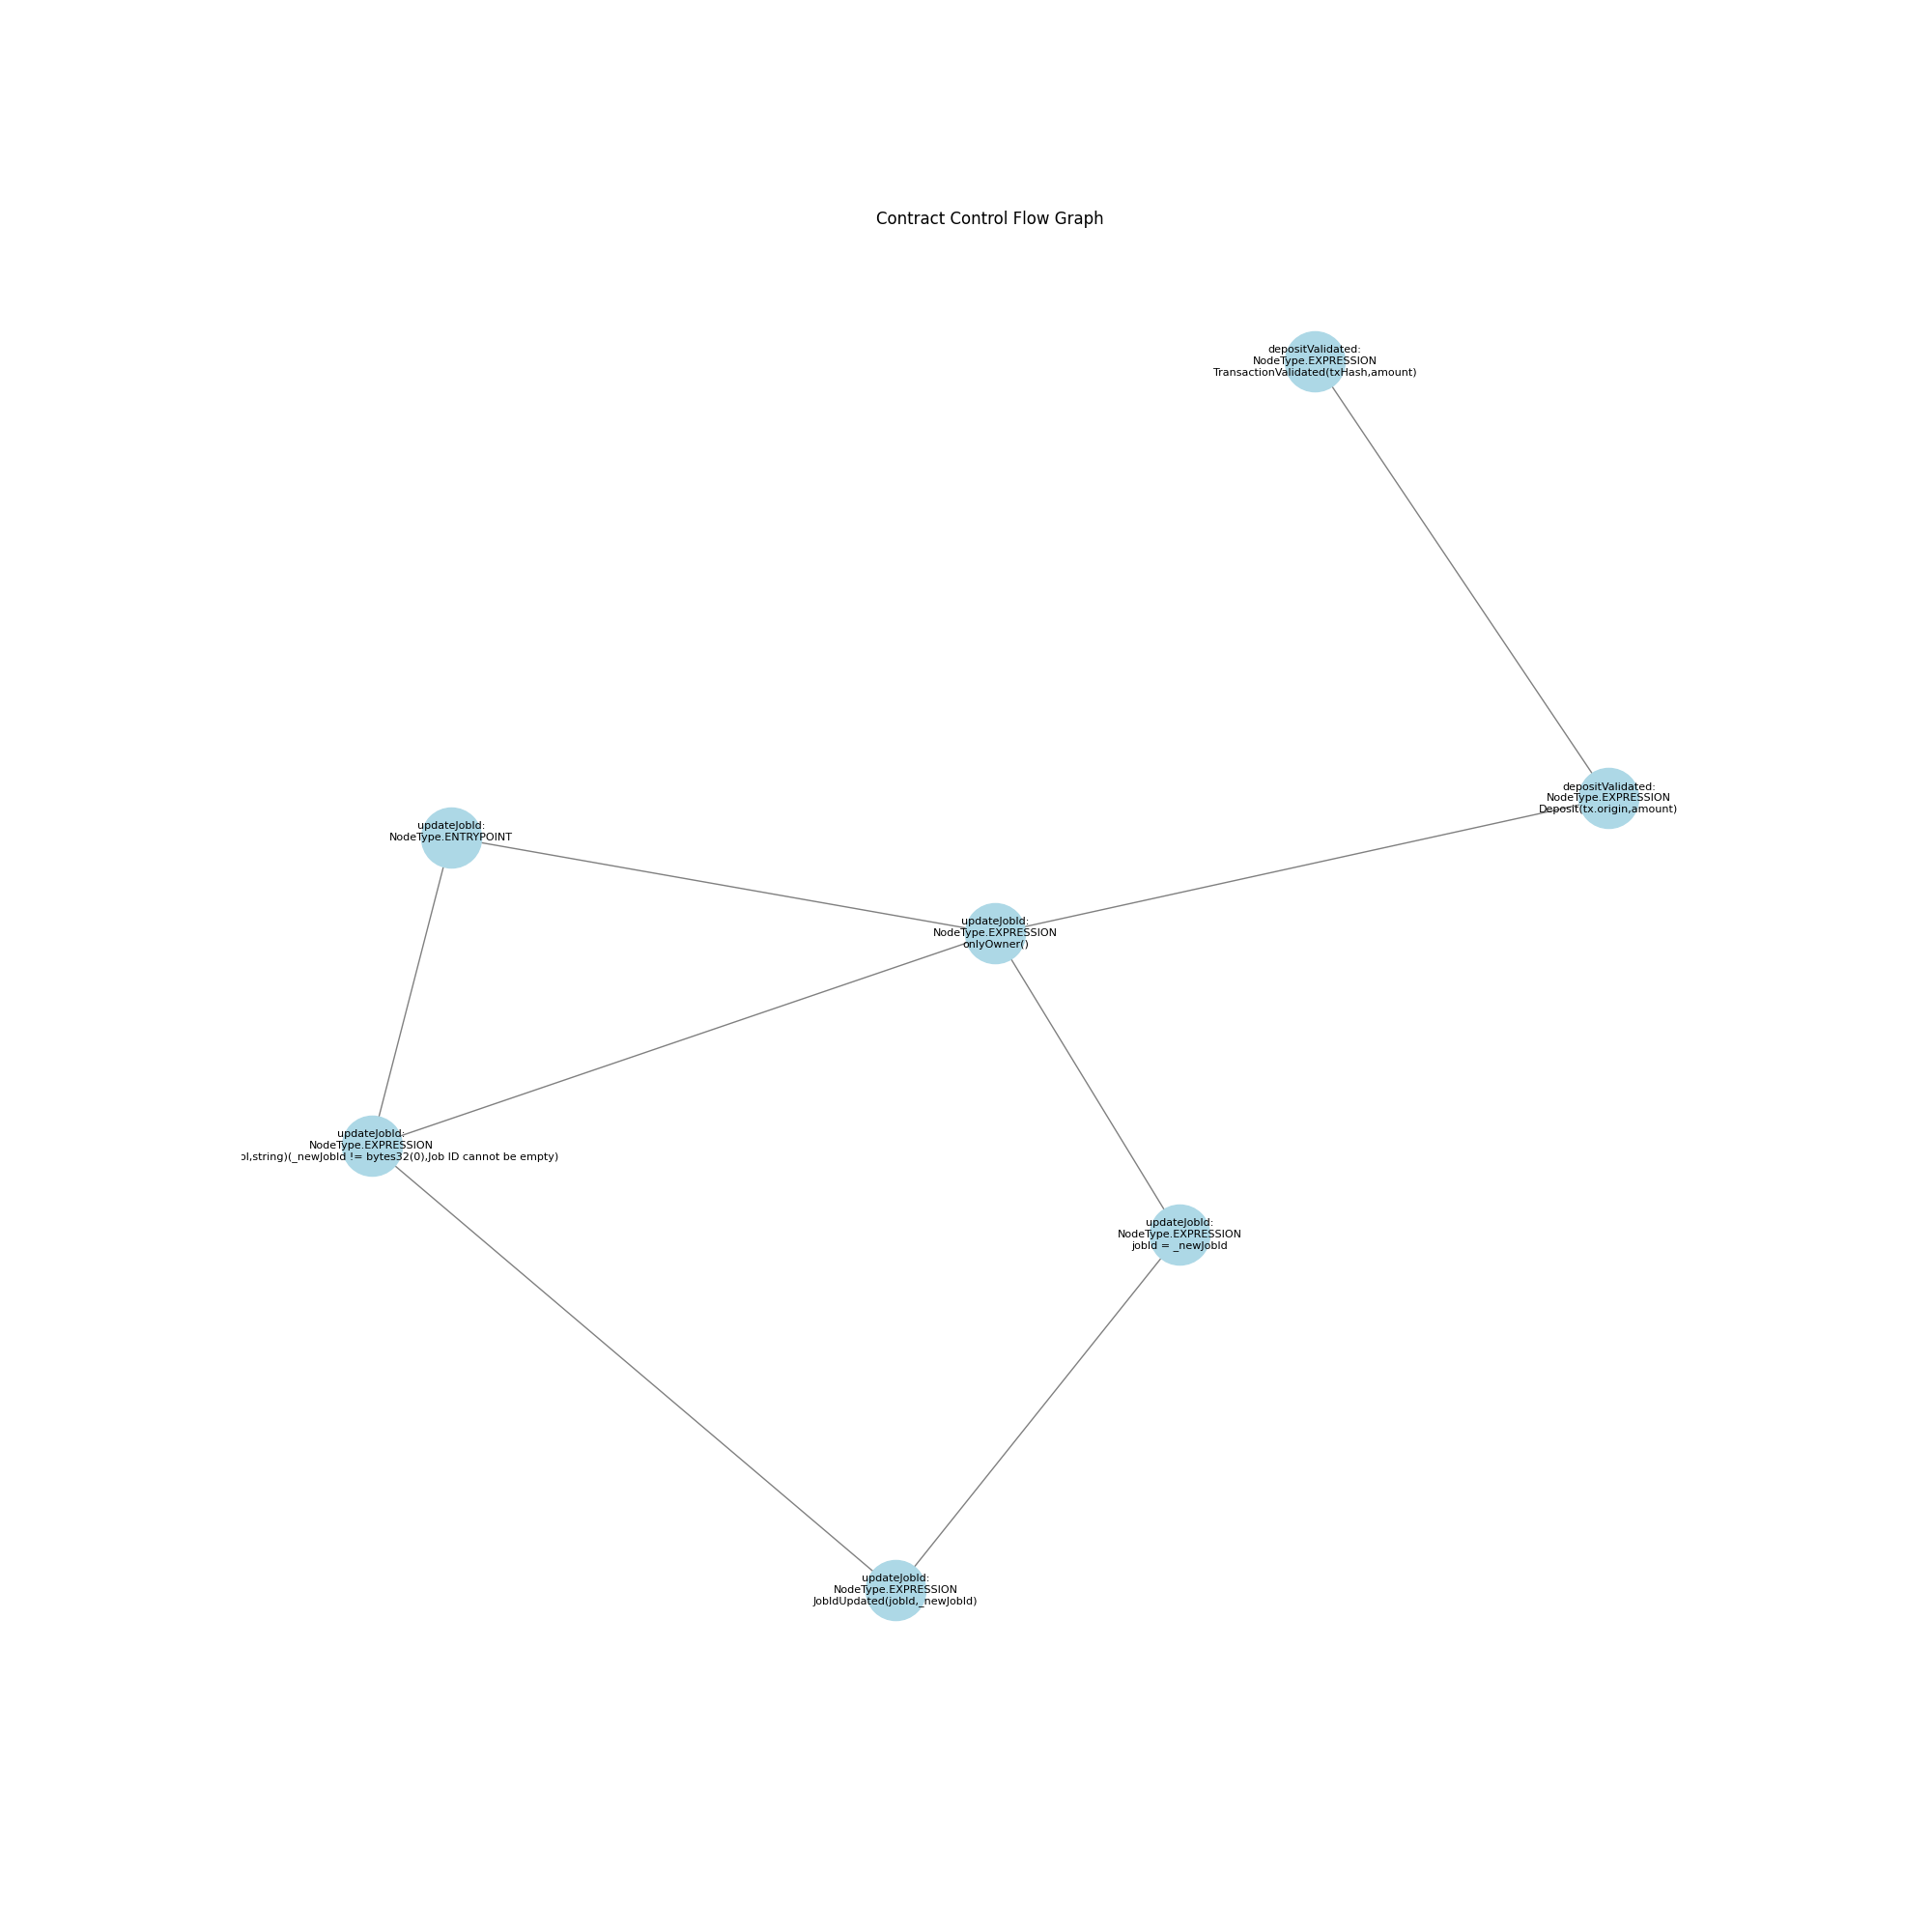 Contract Control Flow Graph
depositValidated:
NodeType.EXPRESSION
TransactionValidated(txHash,amount)
depositValidated:
NodeType.EXPRESSION
Deposit(tx.origin,amount)
updateJobId:
NodeType.ENTRYPOINT
updateJobId:
NodeType.EXPRESSION
onlyOwner()
updateJobId:
NodeType.EXPRESSION
ol,string)(_newJobId != bytes32(0),Job ID cannot be empty)
updateJobId:
NodeType.EXPRESSION
jobId = _newJobId
updateJobId:
NodeType.EXPRESSION
JobIdUpdated(jobId,_newJobId)